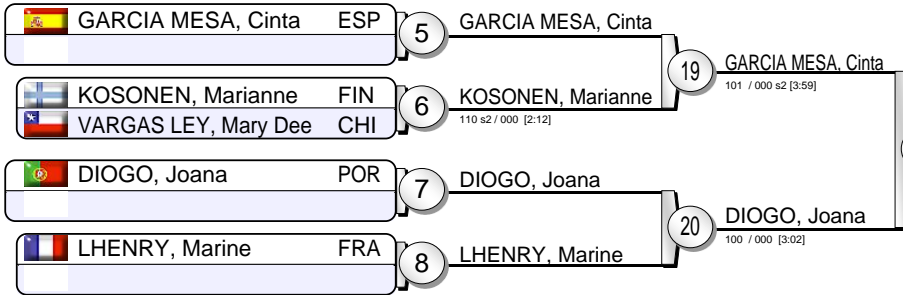 GARCIA MESA, Cinta ESP
5
GARCIA MESA, Cinta
19
GARCIA MESA, Cinta
101 / 000 s2 [3:59]
KOSONEN, Marianne FIN
VARGAS LEY, Mary Dee CHI
6
KOSONEN, Marianne
110 s2 / 000 [2:12]
DIOGO, Joana POR
7
DIOGO, Joana
20
DIOGO, Joana
100 / 000 [3:02]
LHENRY, Marine FRA
8
LHENRY, Marine